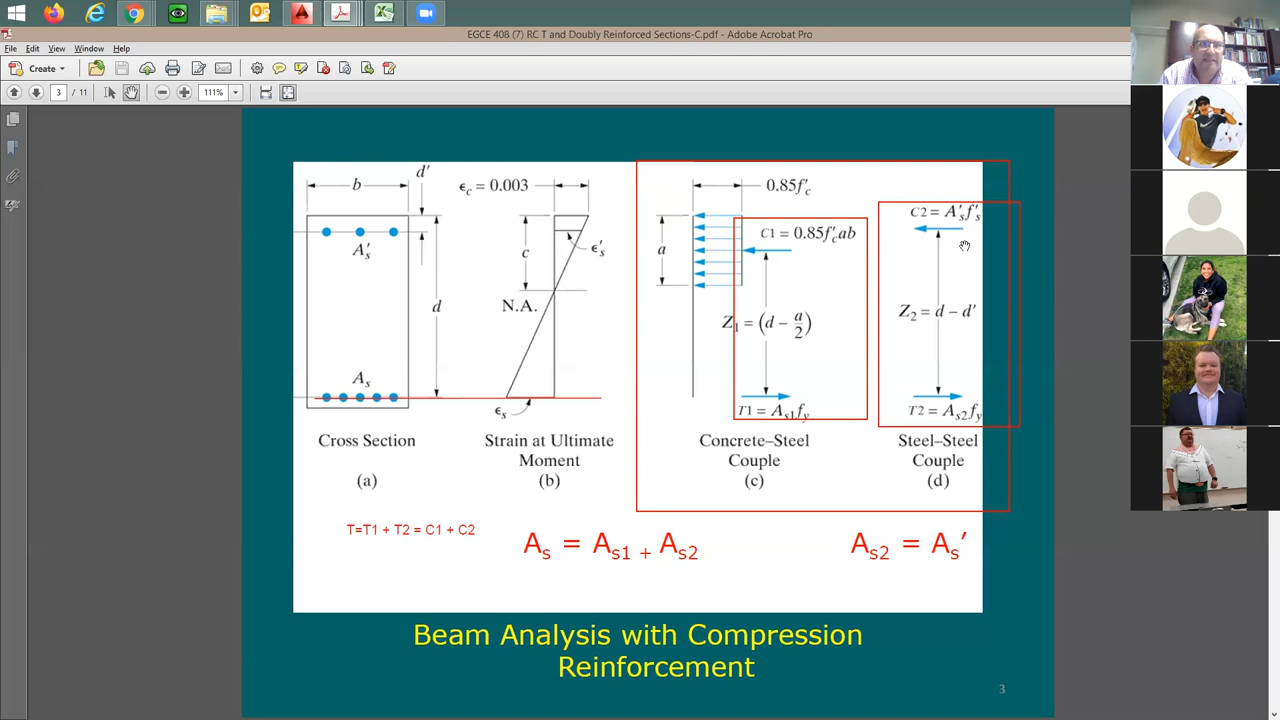 EGCE 408 (7) RC T and Doubly Reinforced Sections-C.pdf - Adobe Acrobat Pro
File Edit View Window Help
Create
3 / 11 111%
b
d'
ϵc = 0.003
0.85f'c
C2 = A's f's
A's
c
ϵ's
a
C1 = 0.85f'c ab
d
N.A.
Z1 = (d − a/2)
Z2 = d − d'
As
ϵs
T1 = As1 fy
T2 = As2 fy
Cross Section
Strain at Ultimate
Moment
Concrete–Steel
Couple
Steel–Steel
Couple
(a)
(b)
(c)
(d)
T=T1 + T2 = C1 + C2
As = As1 + As2
As2 = As′
Beam Analysis with Compression
Reinforcement
3